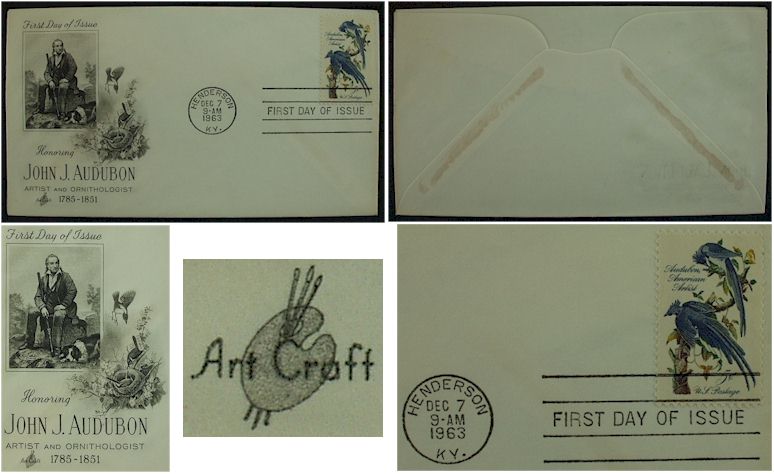 First Day of Issue
Honoring
JOHN J. AUDUBON
ARTIST AND ORNITHOLOGIST
1785-1851
HENDERSON
DEC 7
9-AM
1963
KY.
Audubon,
American
Artist
U.S. Postage
FIRST DAY OF ISSUE
First Day of Issue
Honoring
JOHN J. AUDUBON
ARTIST AND ORNITHOLOGIST
1785-1851
Art Craft
HENDERSON
DEC 7
9-AM
1963
KY.
Audubon,
American
Artist
5¢
U.S. Postage
FIRST DAY OF ISSUE